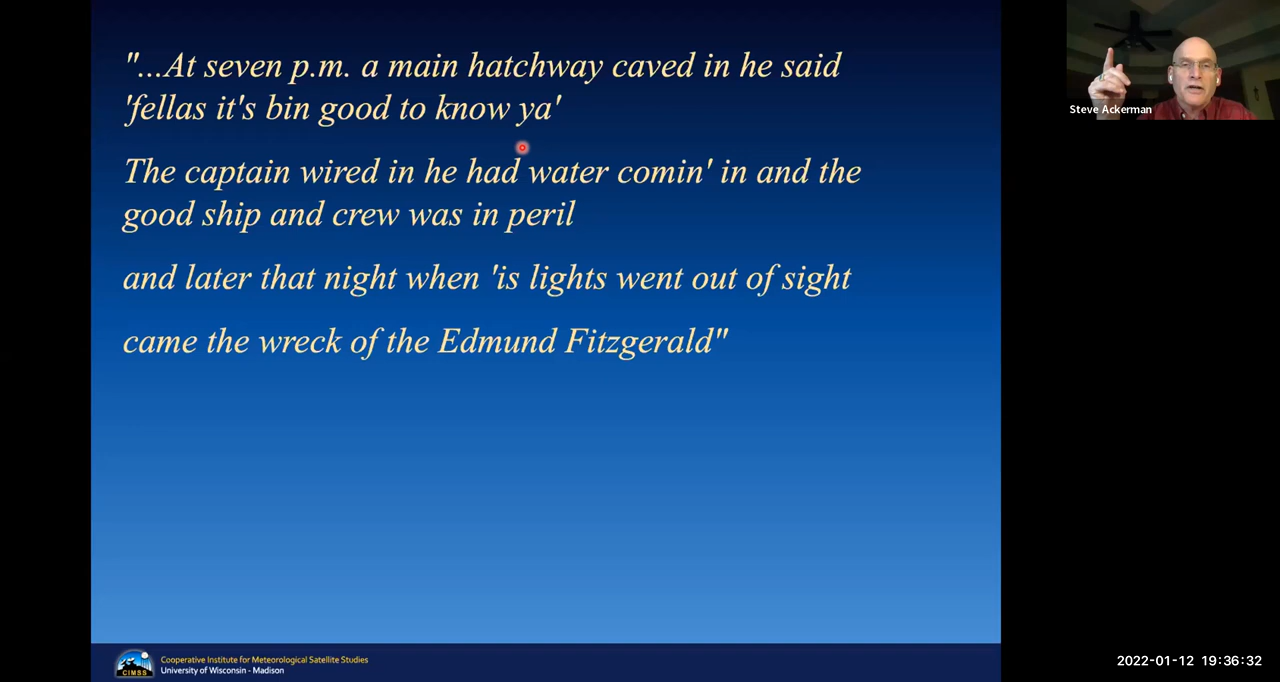 "...At seven p.m. a main hatchway caved in he said
'fellas it's bin good to know ya'
The captain wired in he had water comin' in and the
good ship and crew was in peril
and later that night when 'is lights went out of sight
came the wreck of the Edmund Fitzgerald"
Steve Ackerman
CIMSS
Cooperative Institute for Meteorological Satellite Studies
University of Wisconsin - Madison
2022-01-12 19:36:32